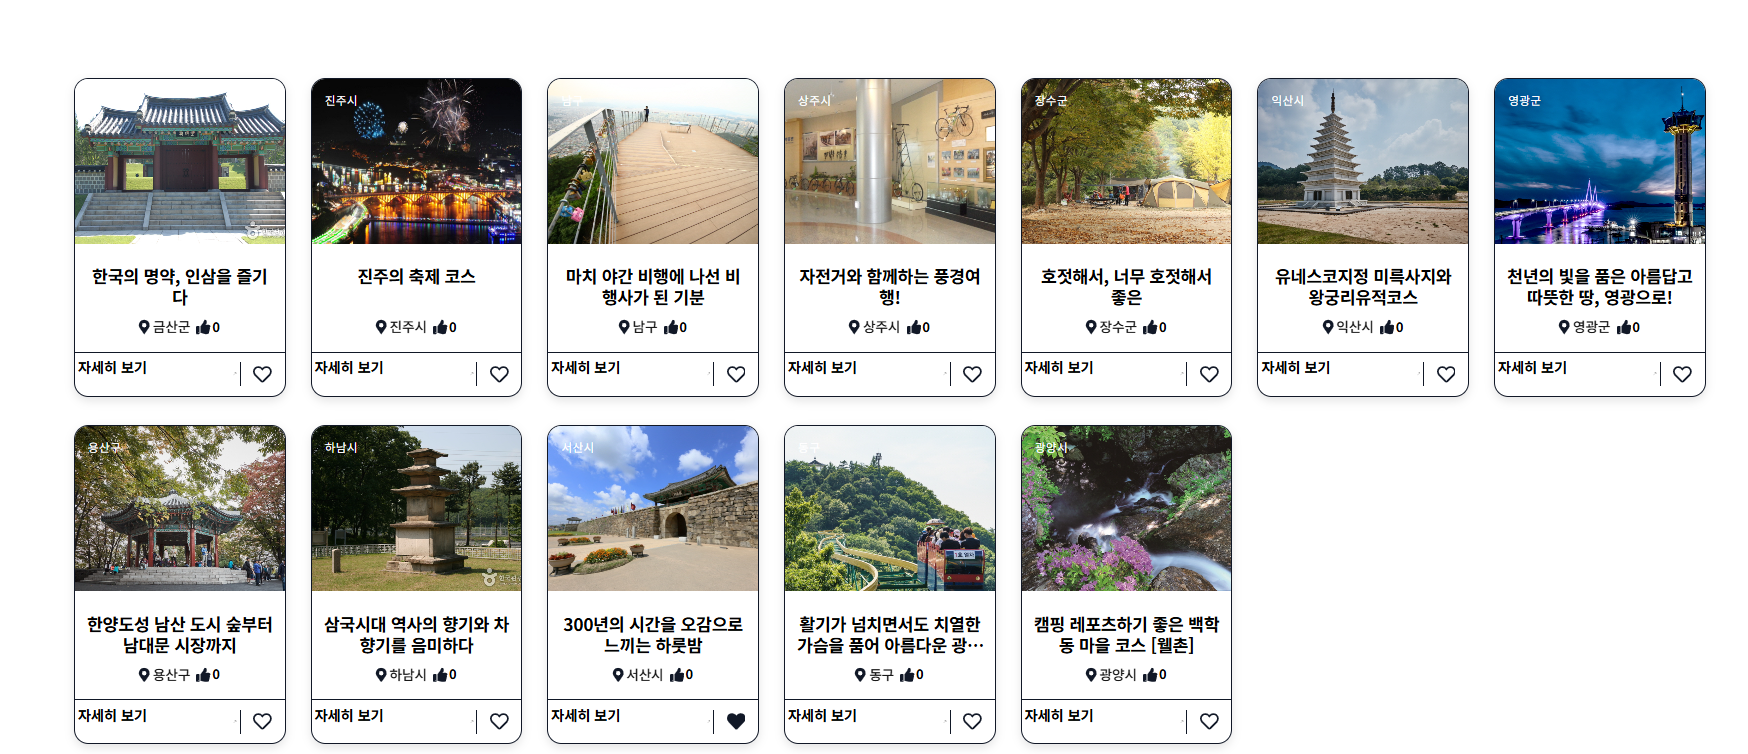 진주시
남구
상주시
장수군
익산시
영광군
한국의 명약, 인삼을 즐기
다
금산군 0
자세히 보기
진주의 축제 코스
진주시 0
자세히 보기
마치 야간 비행에 나선 비
행사가 된 기분
남구 0
자세히 보기
자전거와 함께하는 풍경여
행!
상주시 0
자세히 보기
호젓해서, 너무 호젓해서
좋은
장수군 0
자세히 보기
유네스코지정 미륵사지와
왕궁리유적코스
익산시 0
자세히 보기
천년의 빛을 품은 아름답고
따뜻한 땅, 영광으로!
영광군 0
자세히 보기
용산구
하남시
서산시
동구
광양시
한양도성 남산 도시 숲부터
남대문 시장까지
용산구 0
자세히 보기
삼국시대 역사의 향기와 차
향기를 음미하다
하남시 0
자세히 보기
300년의 시간을 오감으로
느끼는 하룻밤
서산시 0
자세히 보기
활기가 넘치면서도 치열한
가슴을 품어 아름다운 광…
동구 0
자세히 보기
캠핑 레포츠하기 좋은 백학
동 마을 코스 [웰촌]
광양시 0
자세히 보기